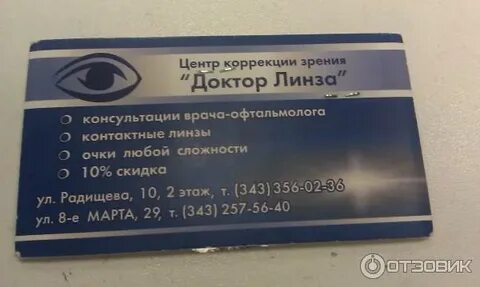 Центр коррекции зрения
"Доктор Линза"
консультации врача-офтальмолога
контактные линзы
очки любой сложности
10% скидка
ул. Радищева, 10, 2 этаж, т. (343) 356-02-36
ул. 8-е МАРТА, 29, т. (343) 257-56-40
ОТЗОВИК